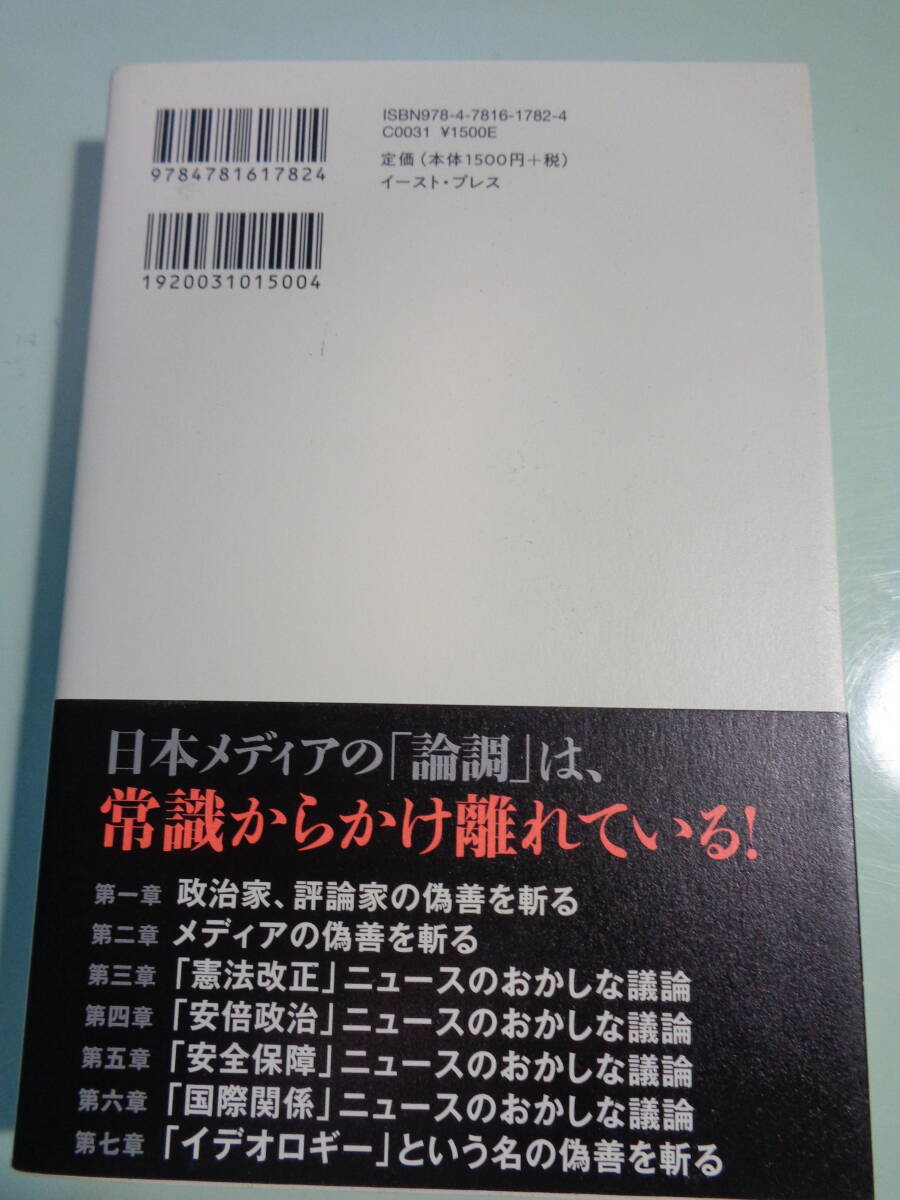 ISBN978-4-7816-1782-4
C0031 ¥1500E
定価（本体1500円＋税）
イースト・プレス
9784781617824
1920031015004
日本メディアの「論調」は、
常識からかけ離れている!
第一章 政治家、評論家の偽善を斬る
第二章 メディアの偽善を斬る
第三章 「憲法改正」ニュースのおかしな議論
第四章 「安倍政治」ニュースのおかしな議論
第五章 「安全保障」ニュースのおかしな議論
第六章 「国際関係」ニュースのおかしな議論
第七章 「イデオロギー」という名の偽善を斬る